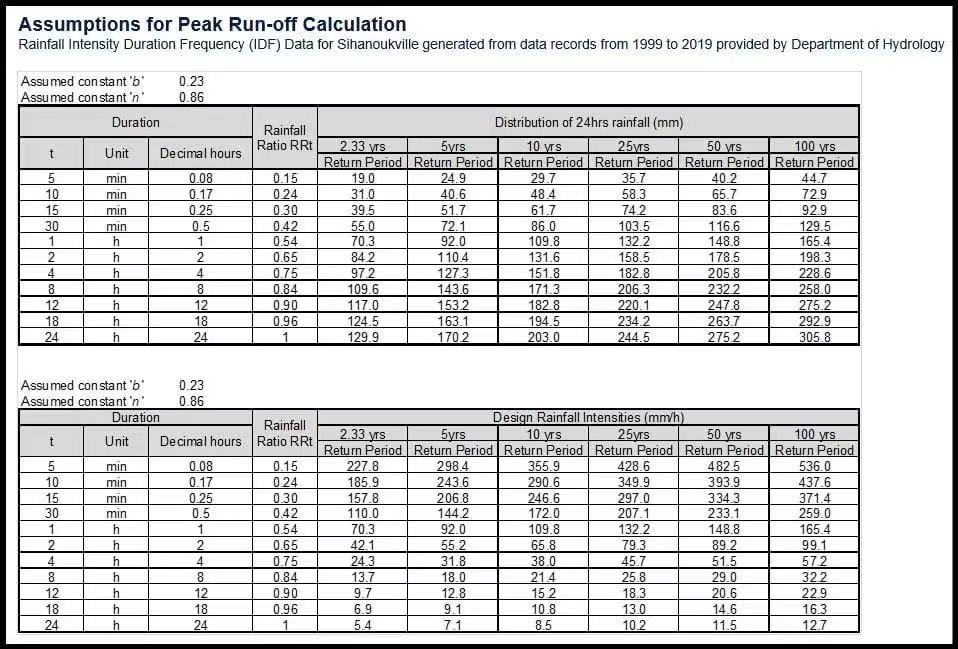 Assumptions for Peak Run-off Calculation
Rainfall Intensity Duration Frequency (IDF) Data for Sihanoukville generated from data records from 1999 to 2019 provided by Department of Hydrology
Assumed constant 'b' 0.23
Assumed constant 'n' 0.86
Duration Rainfall Ratio RRt Distribution of 24hrs rainfall (mm)
t Unit Decimal hours 2.33 yrs 5yrs 10 yrs 25yrs 50 yrs 100 yrs
Return Period Return Period Return Period Return Period Return Period Return Period
5 min 0.08 0.15 19.0 24.9 29.7 35.7 40.2 44.7
10 min 0.17 0.24 31.0 40.6 48.4 58.3 65.7 72.9
15 min 0.25 0.30 39.5 51.7 61.7 74.2 83.6 92.9
30 min 0.5 0.42 55.0 72.1 86.0 103.5 116.6 129.5
1 h 1 0.54 70.3 92.0 109.8 132.2 148.8 165.4
2 h 2 0.65 84.2 110.4 131.6 158.5 178.5 198.3
4 h 4 0.75 97.2 127.3 151.8 182.8 205.8 228.6
8 h 8 0.84 109.6 143.6 171.3 206.3 232.2 258.0
12 h 12 0.90 117.0 153.2 182.8 220.1 247.8 275.2
18 h 18 0.96 124.5 163.1 194.5 234.2 263.7 292.9
24 h 24 1 129.9 170.2 203.0 244.5 275.2 305.8
Assumed constant 'b' 0.23
Assumed constant 'n' 0.86
Duration Rainfall Ratio RRt Design Rainfall Intensities (mm/h)
t Unit Decimal hours 2.33 yrs 5yrs 10 yrs 25yrs 50 yrs 100 yrs
Return Period Return Period Return Period Return Period Return Period Return Period
5 min 0.08 0.15 227.8 298.4 355.9 428.6 482.5 536.0
10 min 0.17 0.24 185.9 243.6 290.6 349.9 393.9 437.6
15 min 0.25 0.30 157.8 206.8 246.6 297.0 334.3 371.4
30 min 0.5 0.42 110.0 144.2 172.0 207.1 233.1 259.0
1 h 1 0.54 70.3 92.0 109.8 132.2 148.8 165.4
2 h 2 0.65 42.1 55.2 65.8 79.3 89.2 99.1
4 h 4 0.75 24.3 31.8 38.0 45.7 51.5 57.2
8 h 8 0.84 13.7 18.0 21.4 25.8 29.0 32.2
12 h 12 0.90 9.7 12.8 15.2 18.3 20.6 22.9
18 h 18 0.96 6.9 9.1 10.8 13.0 14.6 16.3
24 h 24 1 5.4 7.1 8.5 10.2 11.5 12.7